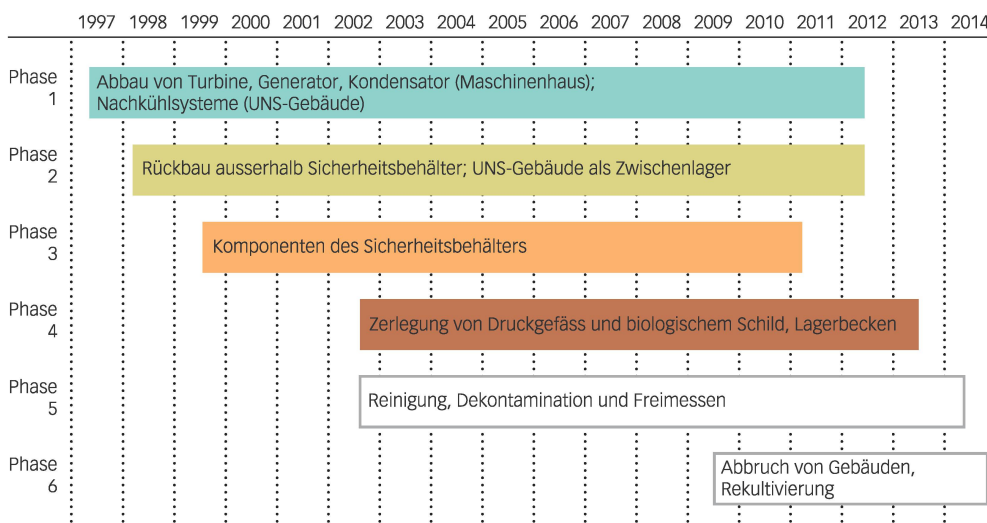 1997 1998 1999 2000 2001 2002 2003 2004 2005 2006 2007 2008 2009 2010 2011 2012 2013 2014
Phase
1
Abbau von Turbine, Generator, Kondensator (Maschinenhaus);
Nachkühlsysteme (UNS-Gebäude)
Phase
2
Rückbau ausserhalb Sicherheitsbehälter; UNS-Gebäude als Zwischenlager
Phase
3
Komponenten des Sicherheitsbehälters
Phase
4
Zerlegung von Druckgefäss und biologischem Schild, Lagerbecken
Phase
5
Reinigung, Dekontamination und Freimessen
Phase
6
Abbruch von Gebäuden,
Rekultivierung